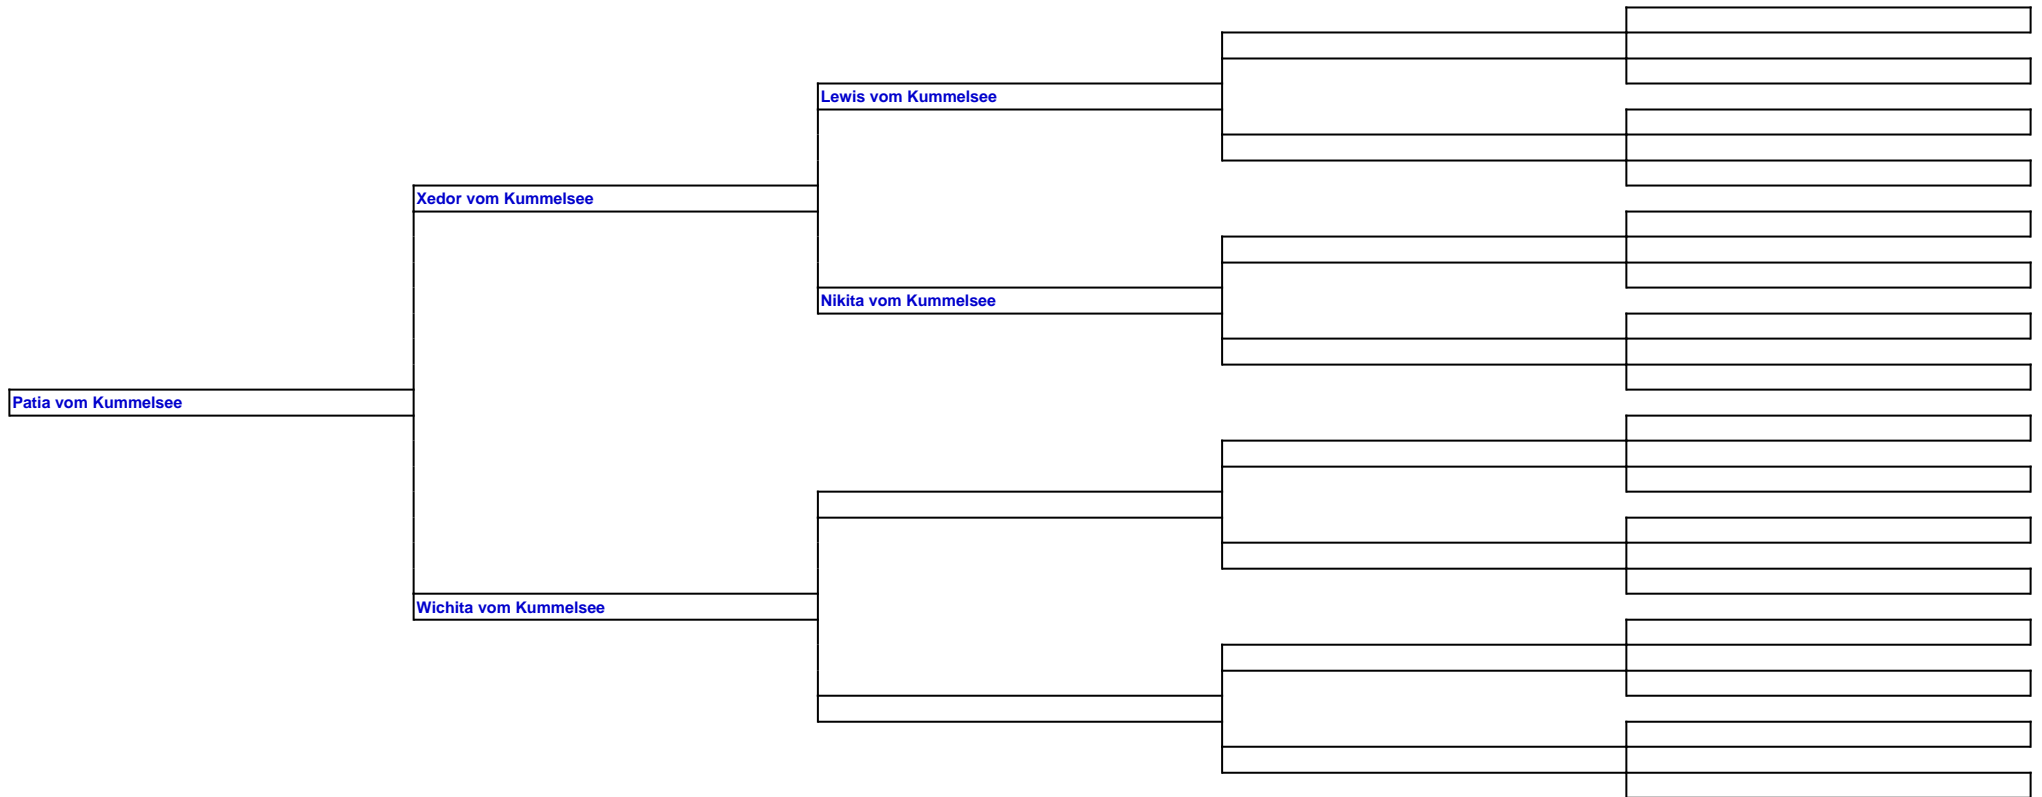 Lewis vom Kummelsee
Xedor vom Kummelsee
Nikita vom Kummelsee
Patia vom Kummelsee
Wichita vom Kummelsee